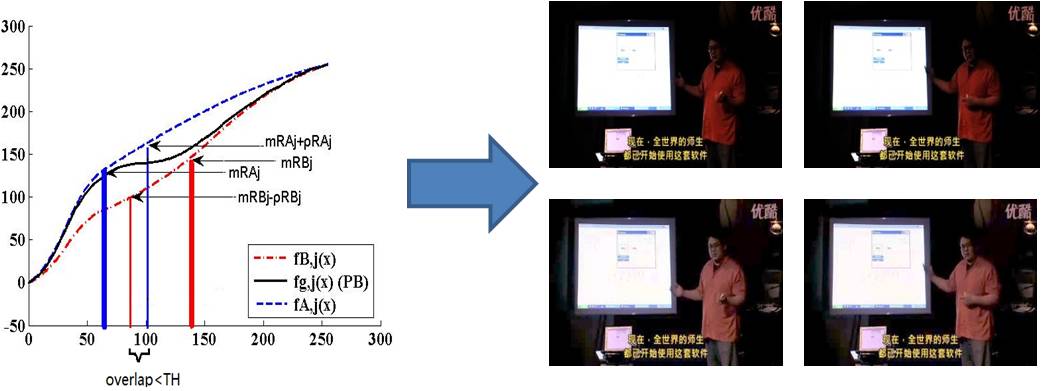 300
250
200
150
100
50
0
-50
0
50
100
150
200
250
300
mRAj+ρRAj
mRBj
mRAj
mRBj-ρRBj
fB,j(x)
fg,j(x) (PB)
fA,j(x)
overlap<TH
优酷
现在，全世界的师生
都已开始使用这套软件
优酷
现在，全世界的师生
都已开始使用这套软件
优酷
现在，全世界的师生
都已开始使用这套软件
优酷
现在，全世界的师生
都已开始使用这套软件